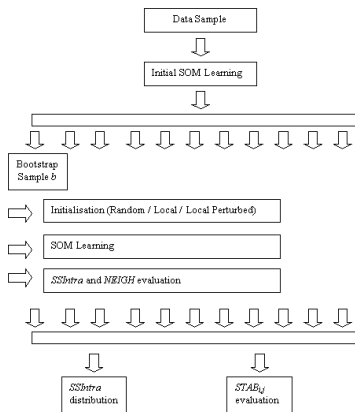 Data Sample
Initial SOM Learning
Bootstrap
Sample b
Initialisation (Random / Local / Local Perturbed)
SOM Learning
SSIntra and NEIGH evaluation
SSIntra
distribution
STABi,j
evaluation